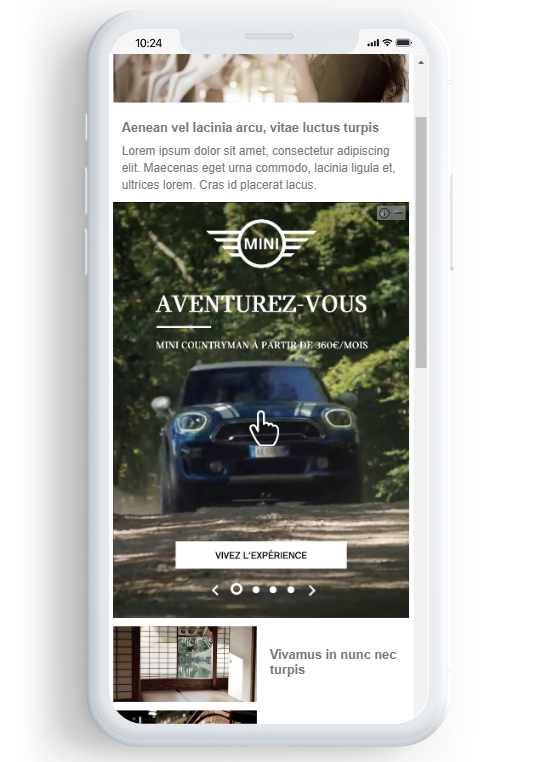 10:24
Aenean vel lacinia arcu, vitae luctus turpis
Lorem ipsum dolor sit amet, consectetur adipiscing
elit. Maecenas eget urna commodo, lacinia ligula et,
ultrices lorem. Cras id placerat lacus.
MINI
AVENTUREZ-VOUS
MINI COUNTRYMAN À PARTIR DE 360€/MOIS
VIVEZ L'EXPÉRIENCE
Vivamus in nunc nec
turpis